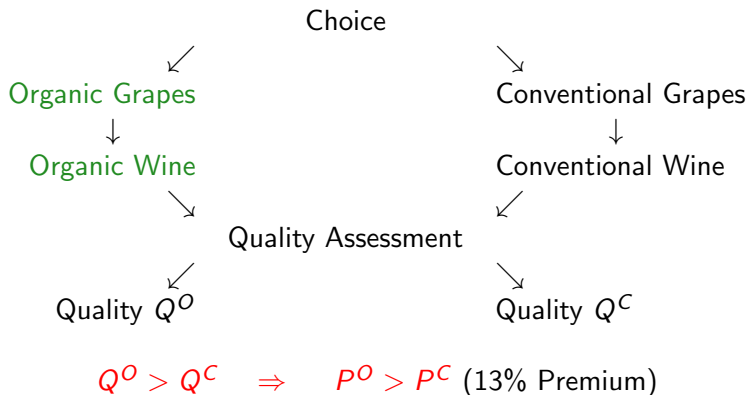 Choice
Organic Grapes Conventional Grapes
Organic Wine Conventional Wine
Quality Assessment
Quality Q^O Quality Q^C
Q^O > Q^C ⇒ P^O > P^C (13% Premium)